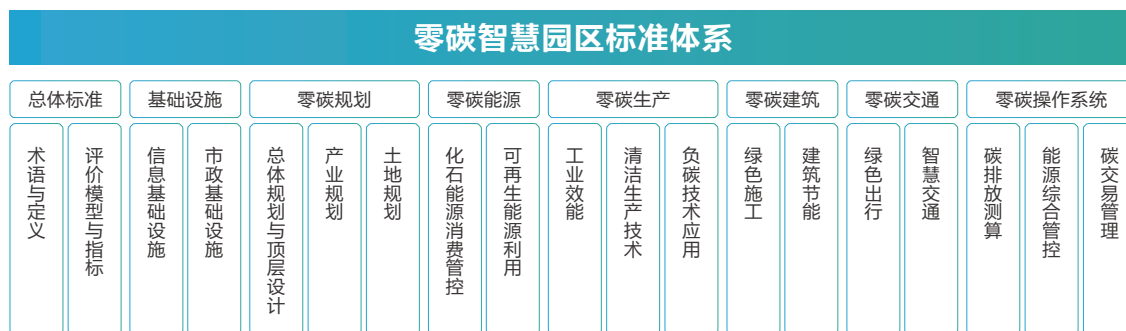 零碳智慧园区标准体系
总体标准
基础设施
零碳规划
零碳能源
零碳生产
零碳建筑
零碳交通
零碳操作系统
术语与定义
评价模型与指标
信息基础设施
市政基础设施
总体规划与顶层设计
产业规划
土地规划
化石能源消费管控
可再生能源利用
工业效能
清洁生产技术
负碳技术应用
绿色施工
建筑节能
绿色出行
智慧交通
碳排放测算
能源综合管控
碳交易管理